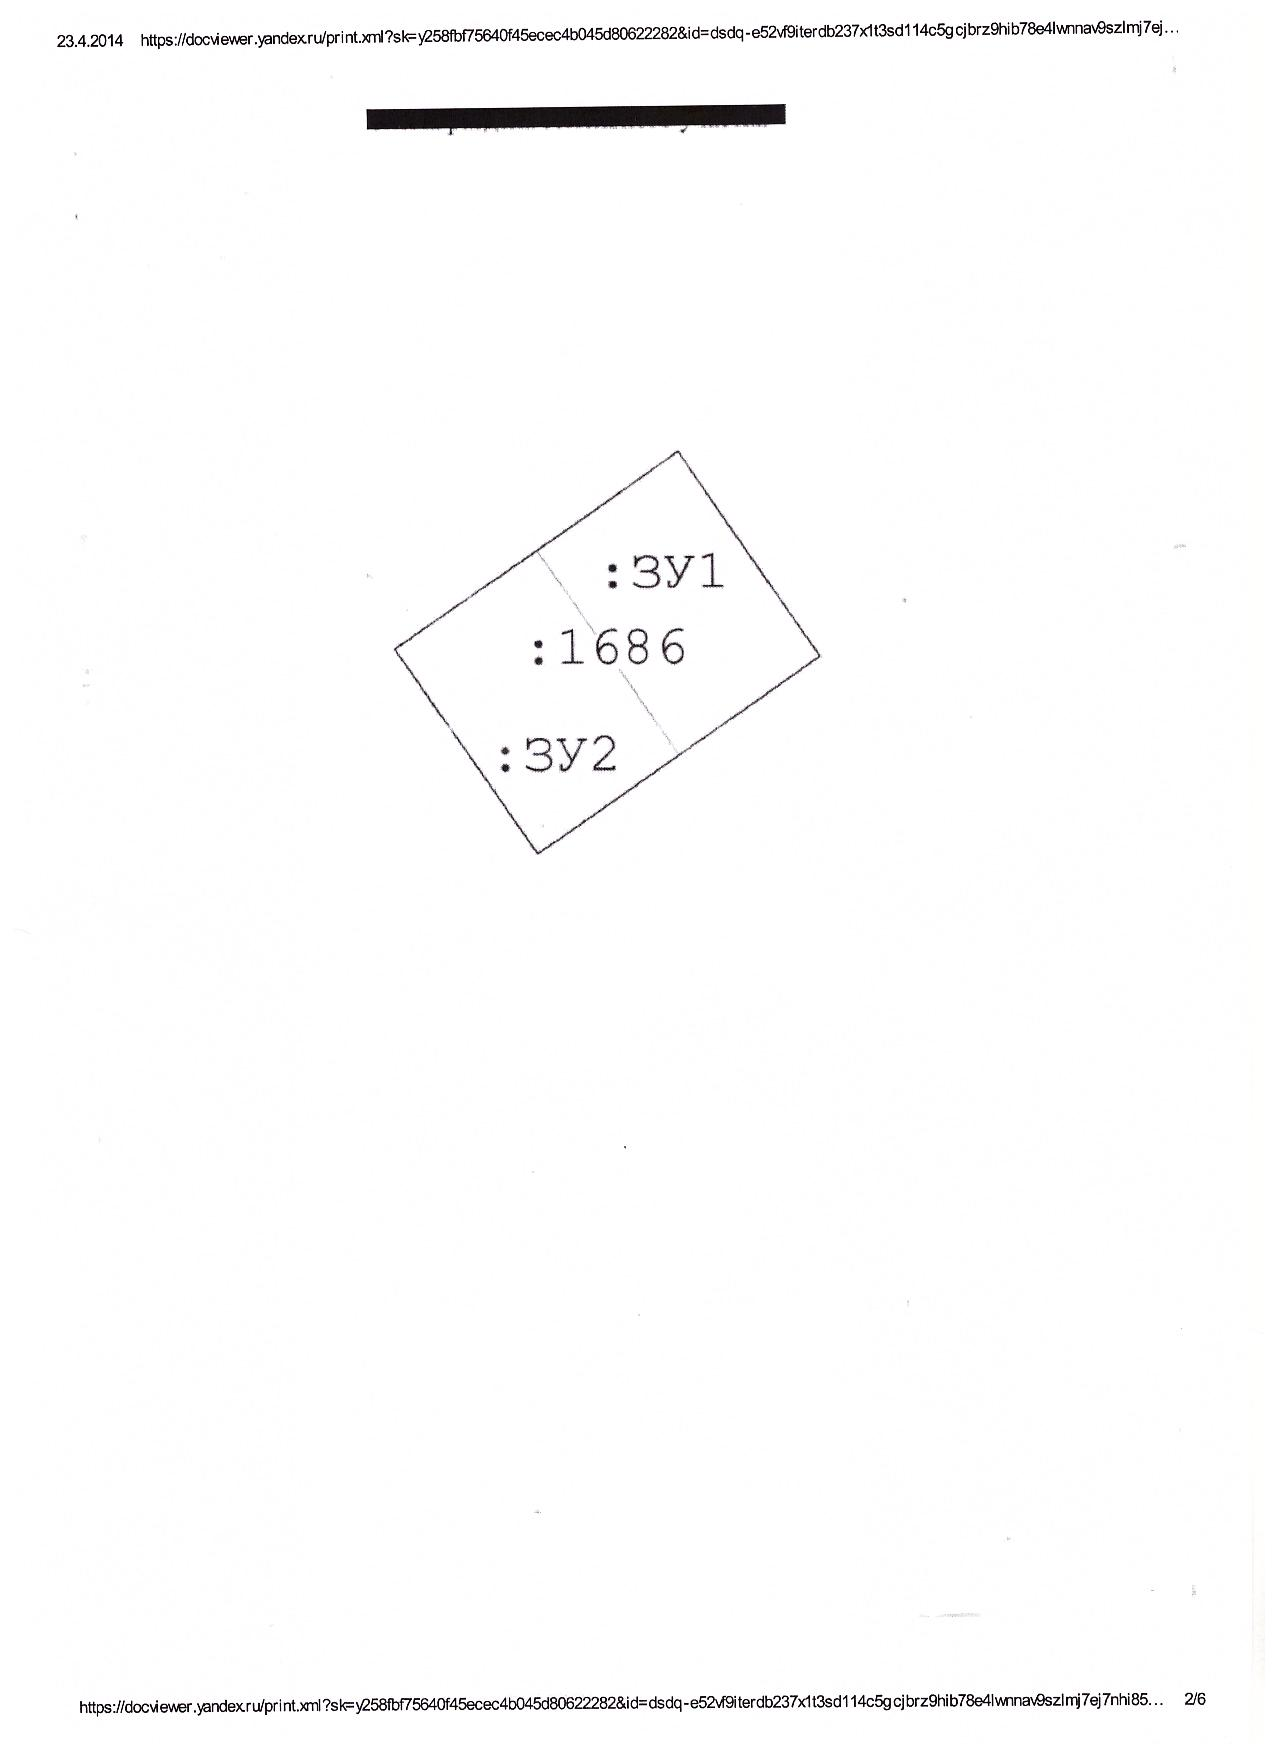 23.4.2014 https://docviewer.yandex.ru/print.xml?sk=y258fbf75640f45ecec4b045d80622282&id=dsdq-e52vf9iterdb237x1t3sd114c5gcjbrz9hib78e4lwnnav9szlmj7ej...
:ЗУ1
:1686
:ЗУ2
https://docviewer.yandex.ru/print.xml?sk=y258fbf75640f45ecec4b045d80622282&id=dsdq-e52vf9iterdb237x1t3sd114c5gcjbrz9hib78e4lwnnav9szlmj7ej7nhi85... 2/6